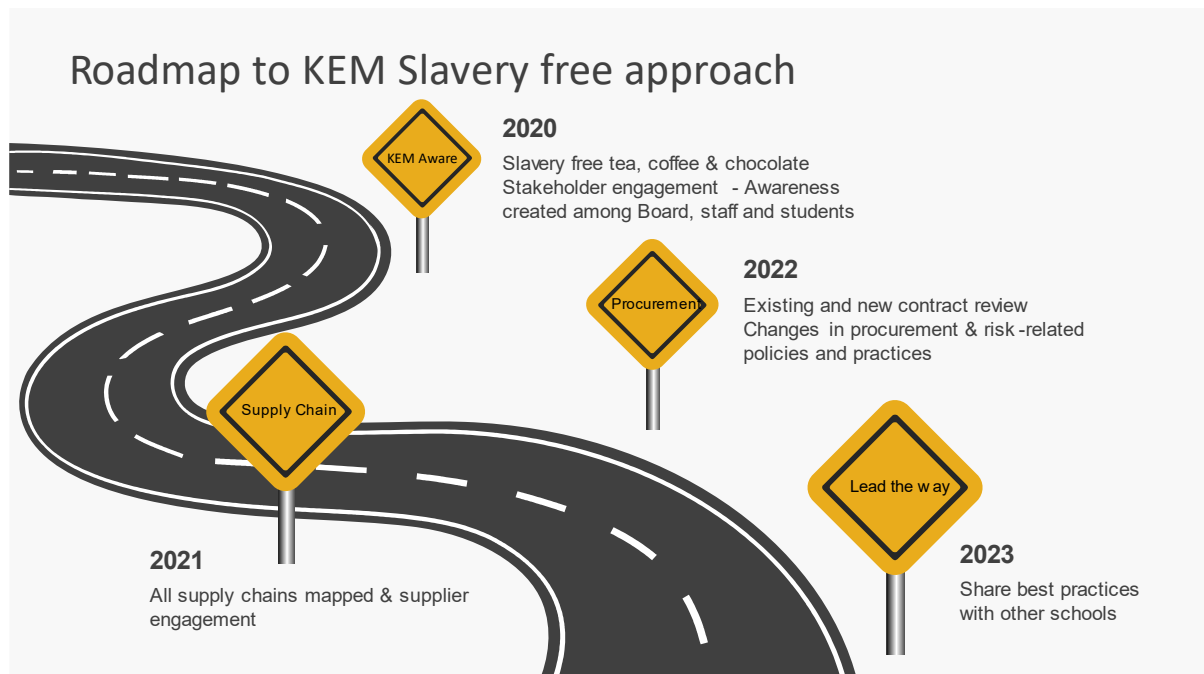 Roadmap to KEM Slavery free approach
KEM Aware
2020
Slavery free tea, coffee & chocolate
Stakeholder engagement - Awareness
created among Board, staff and students
Supply Chain
2021
All supply chains mapped & supplier
engagement
Procurement
2022
Existing and new contract review
Changes in procurement & risk-related
policies and practices
Lead the way
2023
Share best practices
with other schools